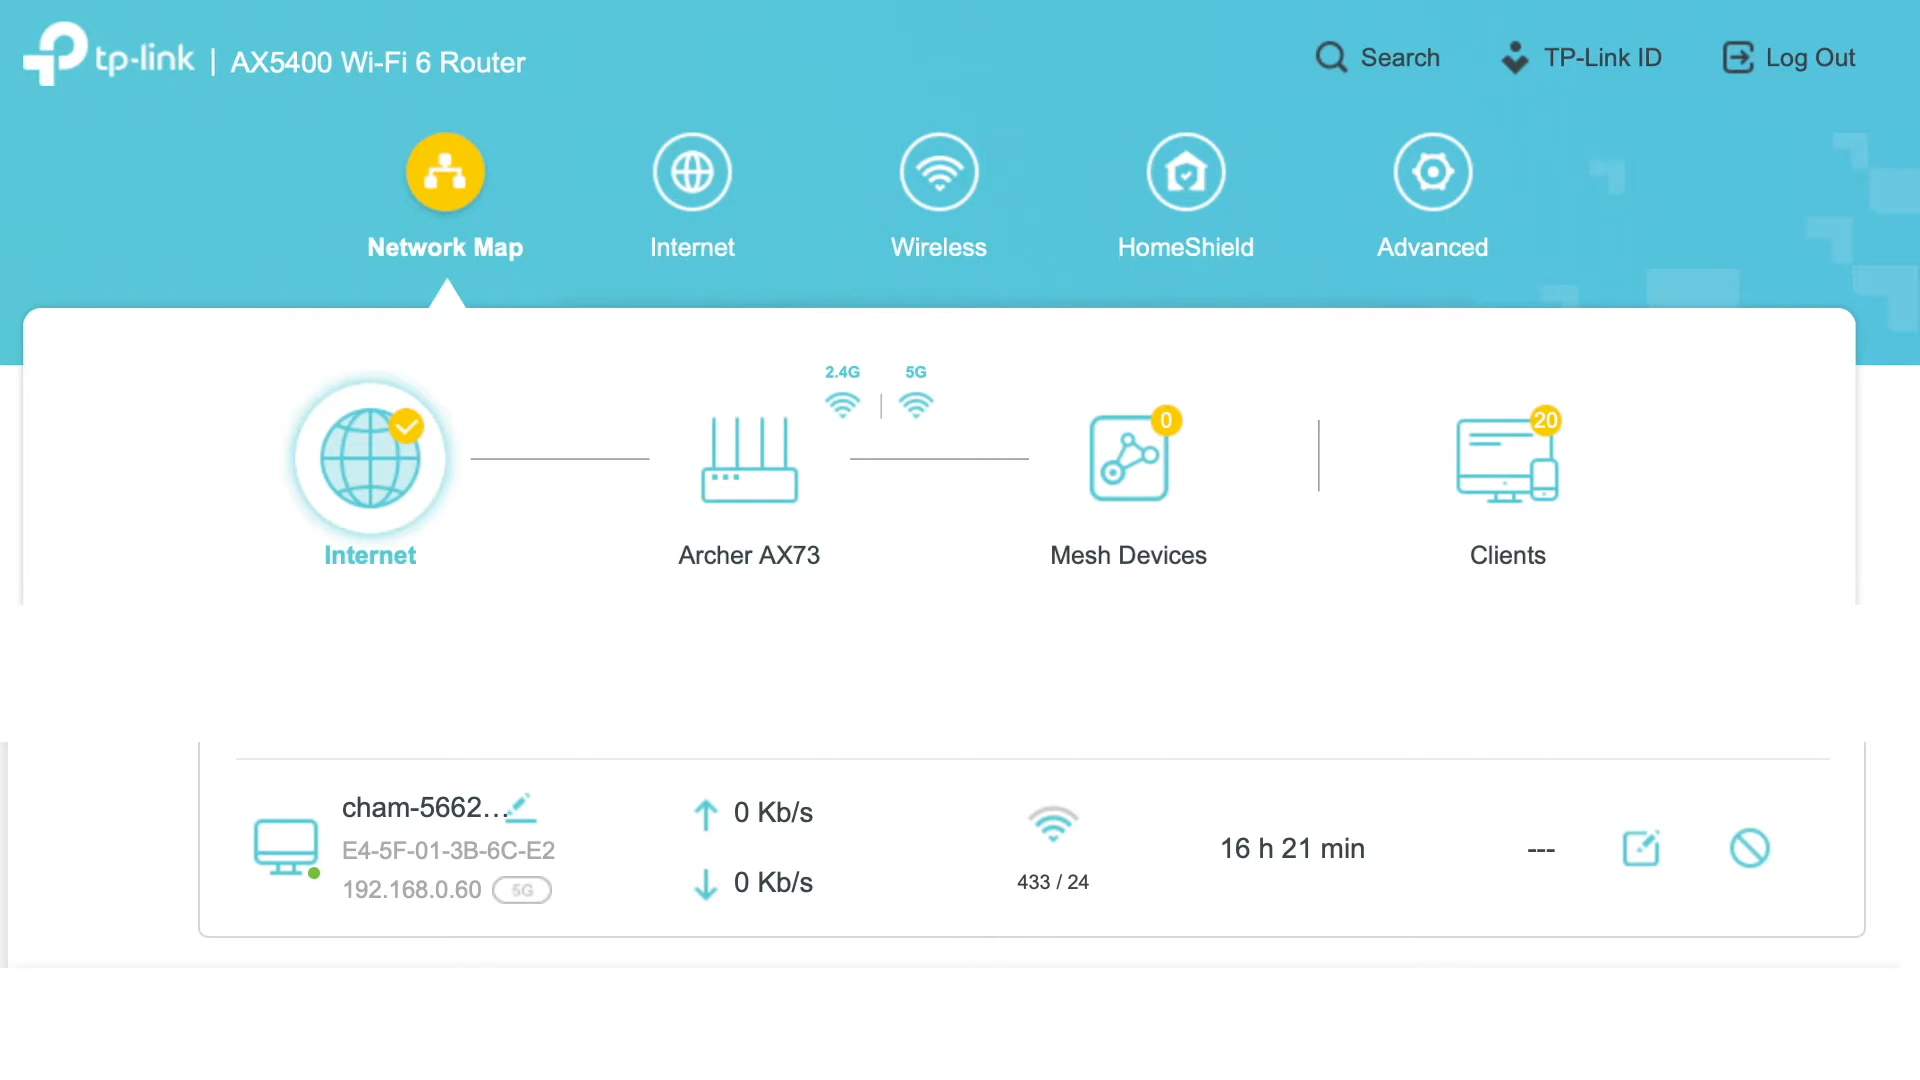 tp-link | AX5400 Wi-Fi 6 Router
Search
TP-Link ID
Log Out
Network Map
Internet
Wireless
HomeShield
Advanced
2.4G
5G
0
20
Internet
Archer AX73
Mesh Devices
Clients
cham-5662...
E4-5F-01-3B-6C-E2
192.168.0.60
5G
0 Kb/s
0 Kb/s
433 / 24
16 h 21 min
---